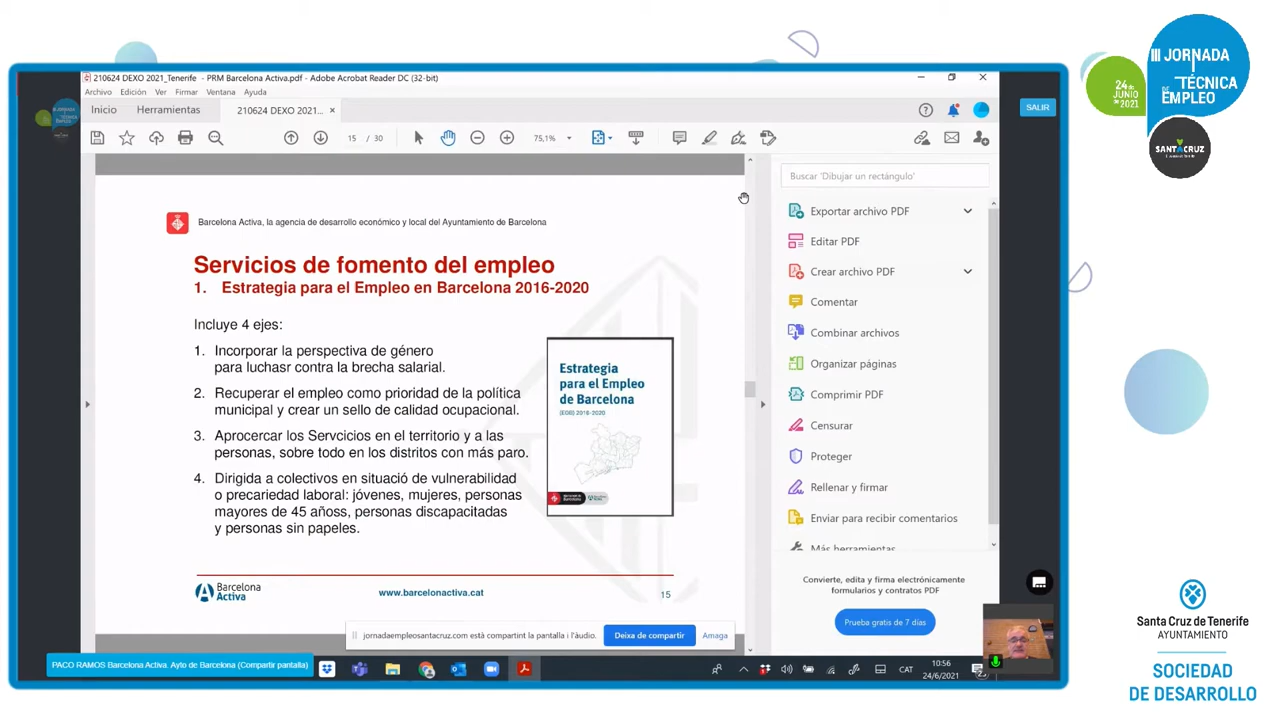 III JORNADA
TÉCNICA
DE EMPLEO
24 de
JUNIO
de 2021
SANTACRUZ
210624 DEXO 2021_Tenerife - PRM Barcelona Activa.pdf - Adobe Acrobat Reader DC (32-bit)
Archivo Edición Ver Firmar Ventana Ayuda
Inicio Herramientas 210624 DEXO 2021... ×
SALIR
15 / 30 75,1%
Buscar 'Dibujar un rectángulo'
Exportar archivo PDF
Editar PDF
Crear archivo PDF
Comentar
Combinar archivos
Organizar páginas
Comprimir PDF
Censurar
Proteger
Rellenar y firmar
Enviar para recibir comentarios
Más herramientas
Convierte, edita y firma electrónicamente
formularios y contratos PDF
Prueba gratis de 7 días
Barcelona Activa, la agencia de desarrollo económico y local del Ayuntamiento de Barcelona
Servicios de fomento del empleo
1. Estrategia para el Empleo en Barcelona 2016-2020
Incluye 4 ejes:
1. Incorporar la perspectiva de género
para luchasr contra la brecha salarial.
2. Recuperar el empleo como prioridad de la política
municipal y crear un sello de calidad ocupacional.
3. Aprocercar los Servcicios en el territorio y a las
personas, sobre todo en los distritos con más paro.
4. Dirigida a colectivos en situació de vulnerabilidad
o precariedad laboral: jóvenes, mujeres, personas
mayores de 45 añoss, personas discapacitadas
y personas sin papeles.
Estrategia
para el Empleo
de Barcelona
(EOB) 2016-2020
Barcelona
Activa
www.barcelonactiva.cat
15
jornadaempleosantacruz.com està compartint la pantalla i l'àudio. Deixa de compartir Amaga
PACO RAMOS Barcelona Activa. Ayto de Barcelona (Compartir pantalla)
CAT
10:56
24/6/2021
Santa Cruz de Tenerife
AYUNTAMIENTO
SOCIEDAD
DE DESARROLLO